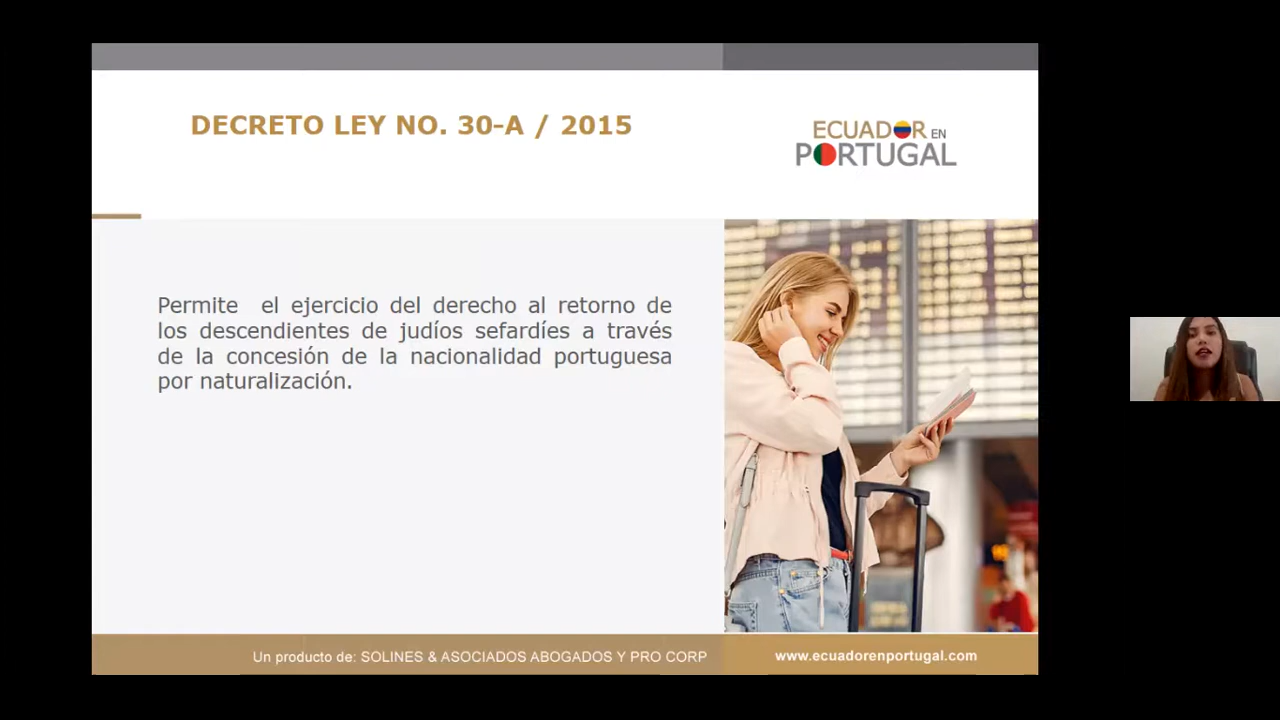 DECRETO LEY NO. 30-A / 2015
ECUADOR EN
PORTUGAL
Permite el ejercicio del derecho al retorno de
los descendientes de judíos sefardíes a través
de la concesión de la nacionalidad portuguesa
por naturalización.
Un producto de: SOLINES & ASOCIADOS ABOGADOS Y PRO CORP
www.ecuadorenportugal.com